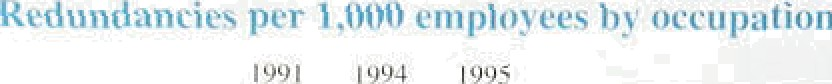 Redundancies per 1,000 employees by occupation
1991 1994 1995